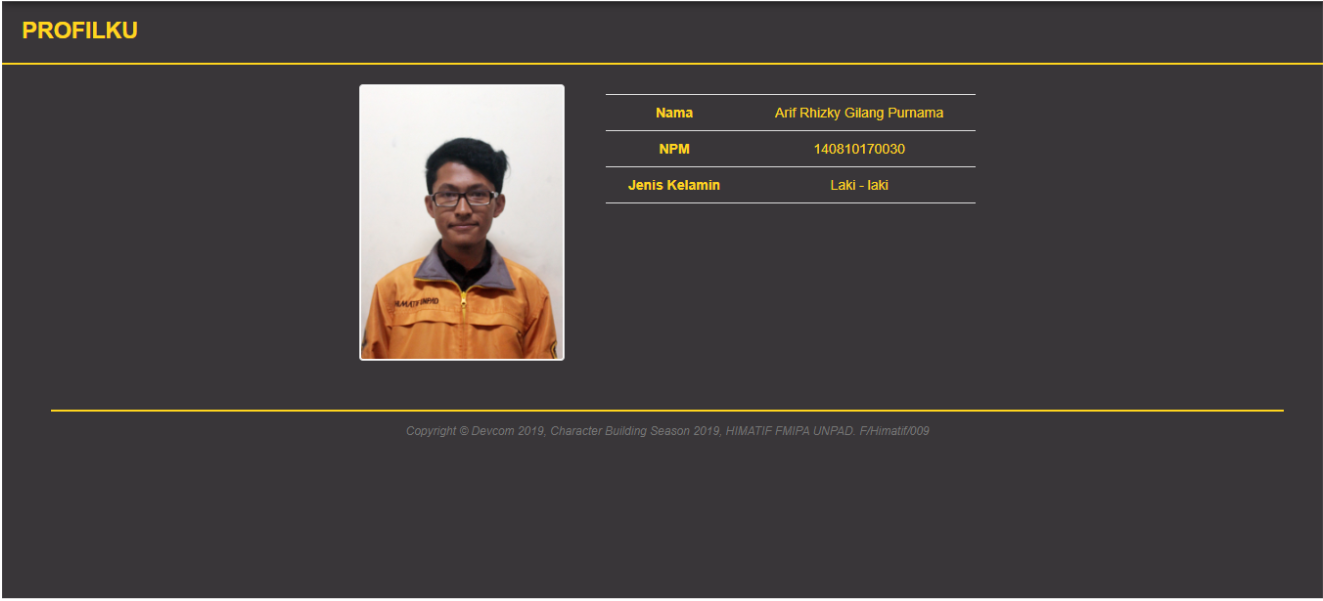 PROFILKU
Nama Arif Rhizky Gilang Purnama
NPM 140810170030
Jenis Kelamin Laki - laki
HIMATIF UNPAD
Copyright © Devcom 2019, Character Building Season 2019, HIMATIF FMIPA UNPAD. F/Himatif/009